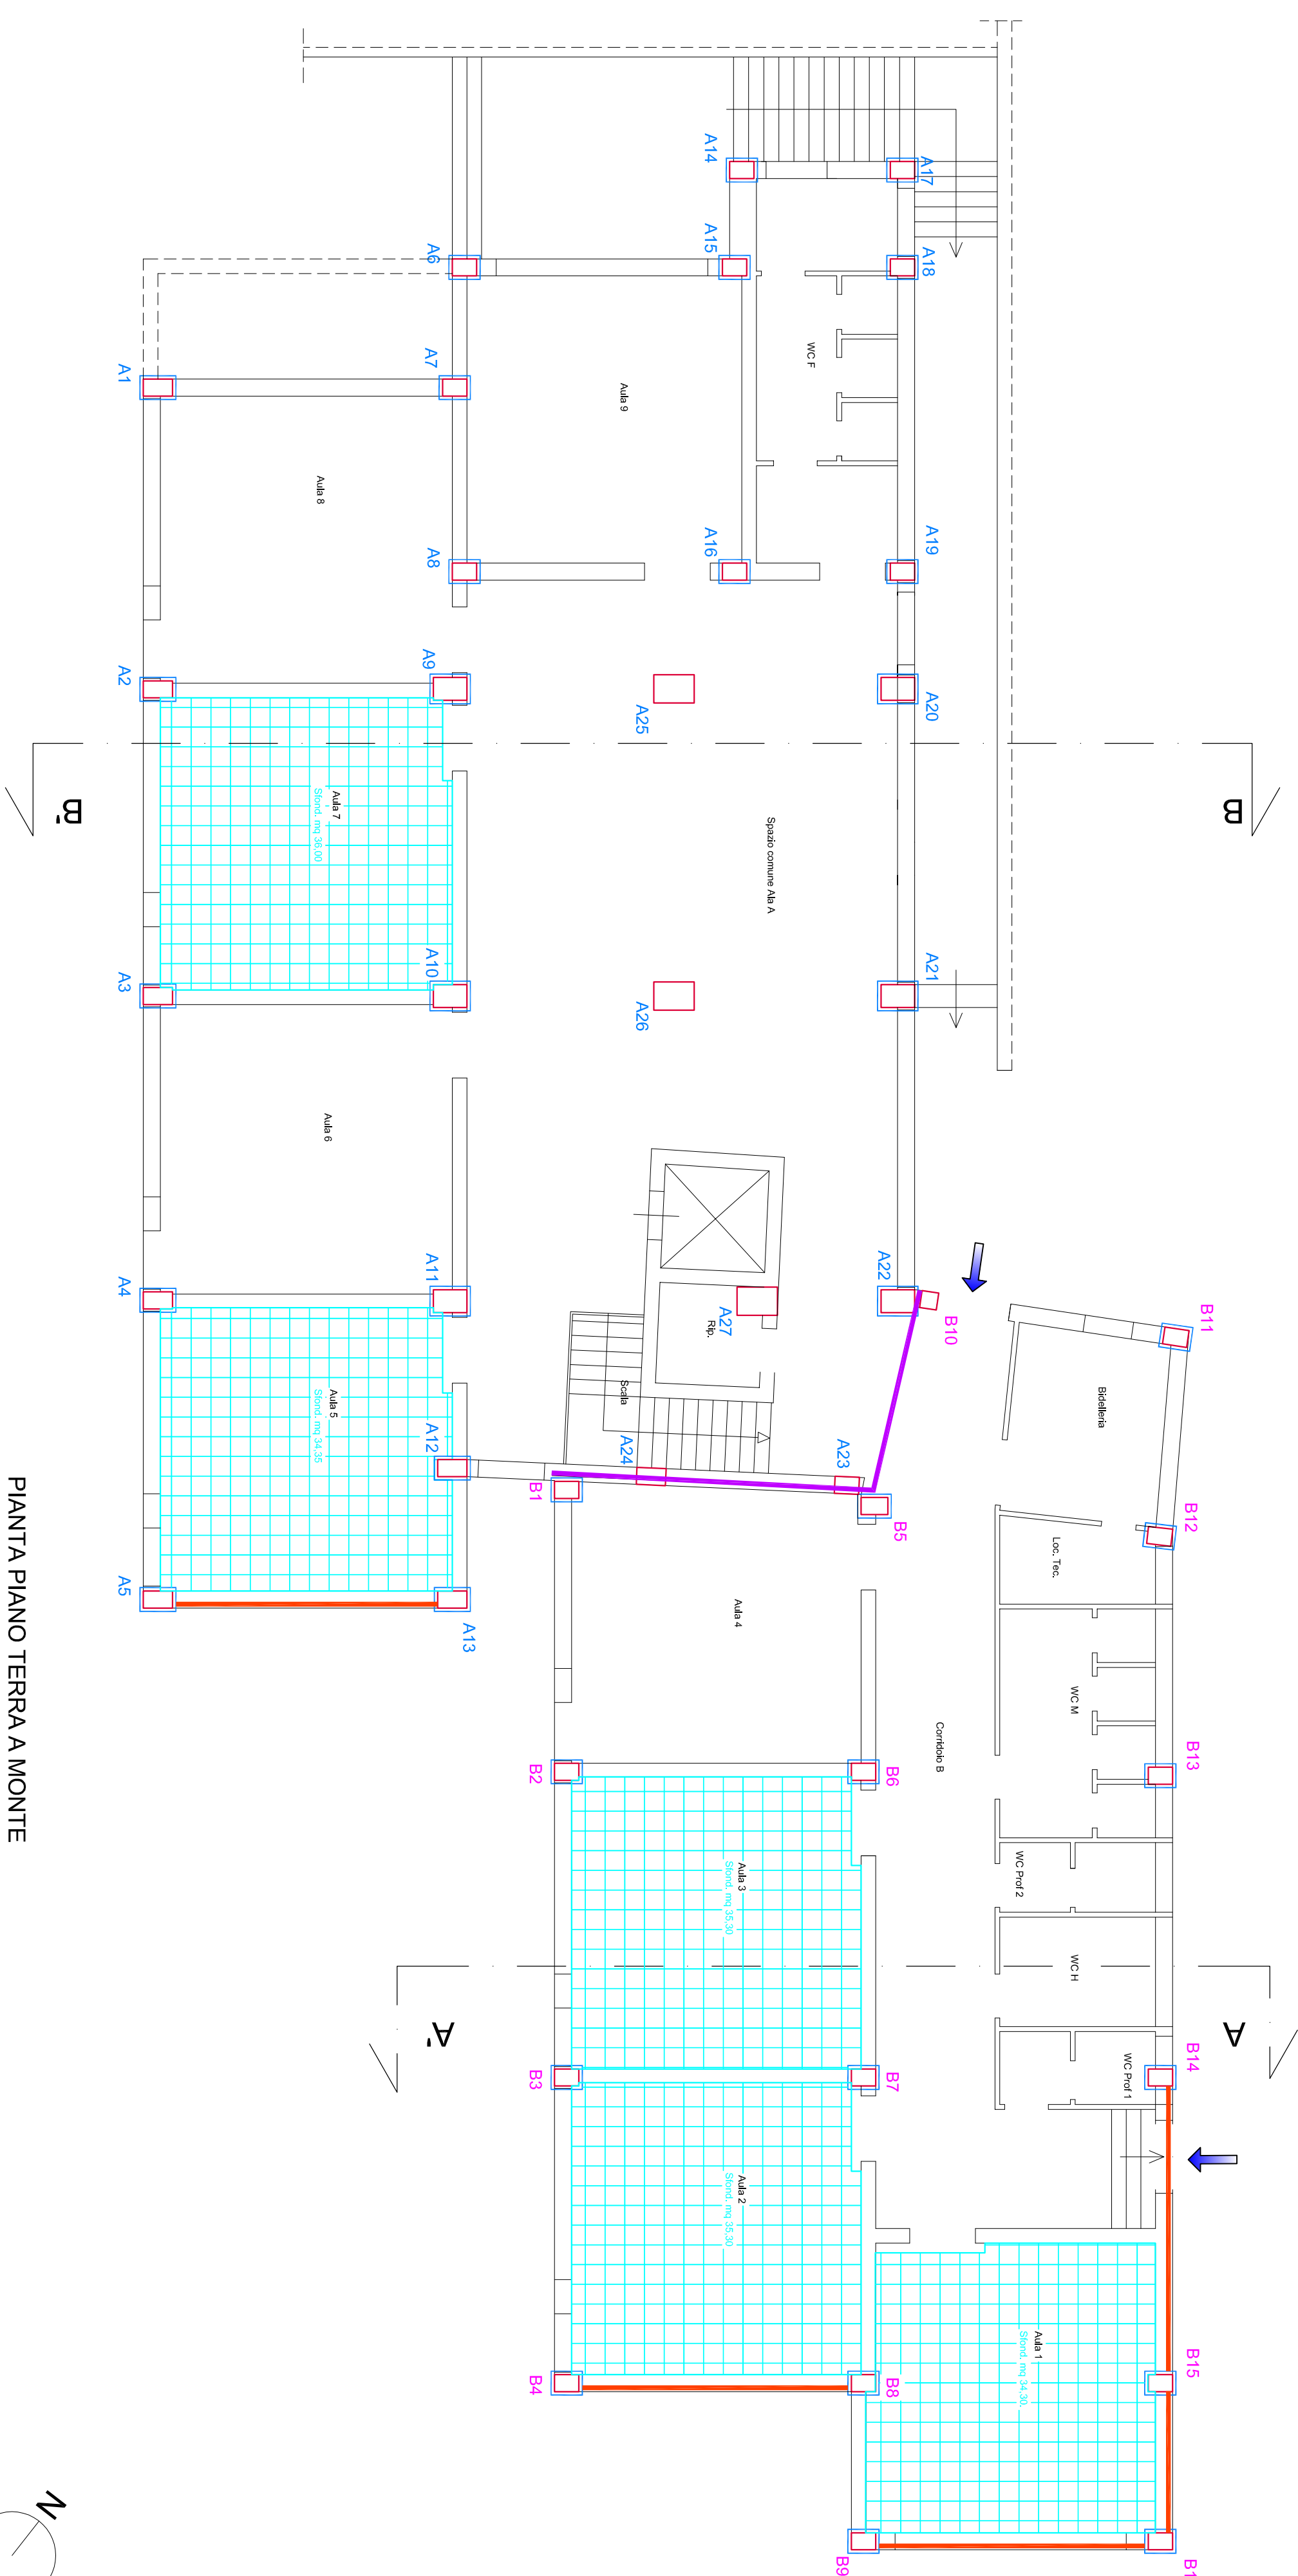 A14
A17
A15
A6
A18
WC F
A1
A7
Aula 9
Aula 8
A8
A16
A19
A2
A9
A25
A20
B'
B
Aula 7
Sfond. mq 36,00
Spazio comune Ala A
A3
A10
A26
A21
Aula 6
A4
A11
A27
A22
B10
B11
Rip.
Bidelleria
Scala
Aula 5
Sfond. mq 34,35
A12
A24
A23
B1
B5
B12
Loc. Tec.
A5
A13
Aula 4
WC M
Corridoio B
B13
B2
B6
PIANTA PIANO TERRA A MONTE
Aula 3
Sfond. mq 35,30
WC Prof 2
WC H
A'
A
B3
B7
WC Prof 1
B14
Aula 2
Sfond. mq 35,30
Aula 1
Sfond. mq 34,30
B4
B8
B15
N
B9